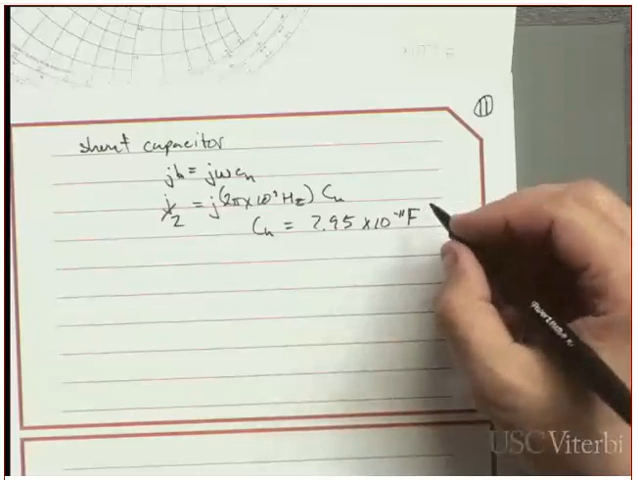 11
shunt capacitor
jb = jωCn
j/2 = j(2π×10⁹ Hz) Cn
Cn = 7.95 ×10⁻¹¹ F
USC Viterbi